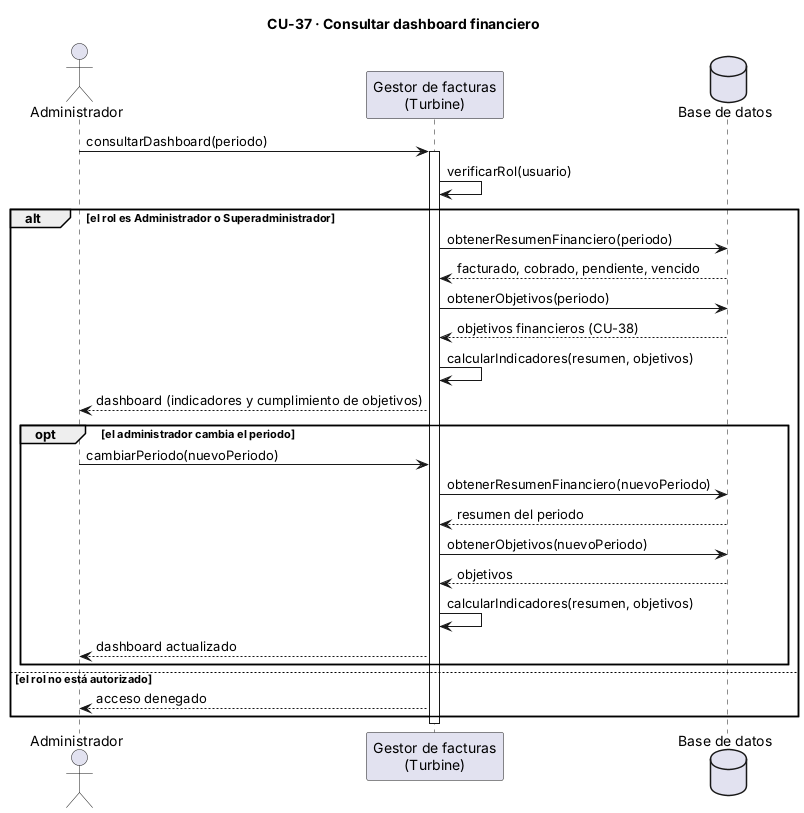 CU-37 · Consultar dashboard financiero
Administrador
Gestor de facturas
(Turbine)
Base de datos
consultarDashboard(periodo)
verificarRol(usuario)
alt
[el rol es Administrador o Superadministrador]
obtenerResumenFinanciero(periodo)
facturado, cobrado, pendiente, vencido
obtenerObjetivos(periodo)
objetivos financieros (CU-38)
calcularIndicadores(resumen, objetivos)
dashboard (indicadores y cumplimiento de objetivos)
opt
[el administrador cambia el periodo]
cambiarPeriodo(nuevoPeriodo)
obtenerResumenFinanciero(nuevoPeriodo)
resumen del periodo
obtenerObjetivos(nuevoPeriodo)
objetivos
calcularIndicadores(resumen, objetivos)
dashboard actualizado
[el rol no está autorizado]
acceso denegado
Administrador
Gestor de facturas
(Turbine)
Base de datos